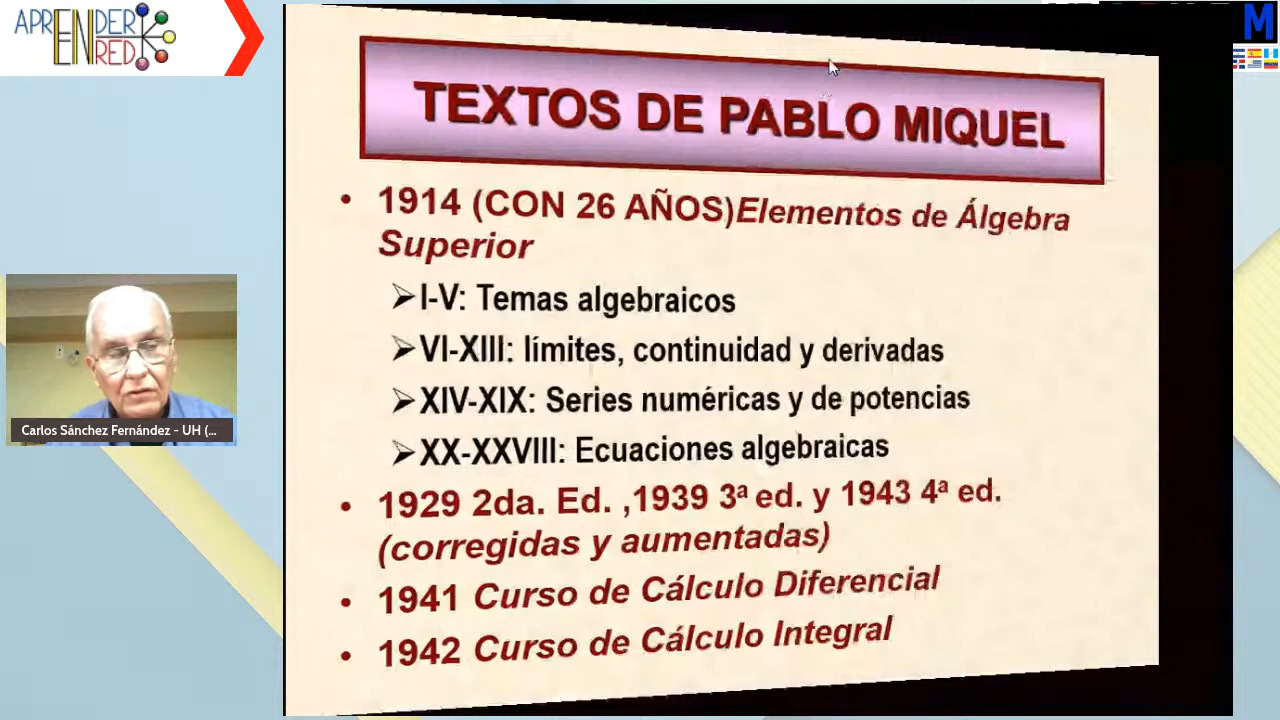 APRENDER
EN RED
M
TEXTOS DE PABLO MIQUEL
• 1914 (CON 26 AÑOS)Elementos de Álgebra
Superior
➢I-V: Temas algebraicos
➢VI-XIII: límites, continuidad y derivadas
➢XIV-XIX: Series numéricas y de potencias
➢XX-XXVIII: Ecuaciones algebraicas
• 1929 2da. Ed. ,1939 3ª ed. y 1943 4ª ed.
(corregidas y aumentadas)
• 1941 Curso de Cálculo Diferencial
• 1942 Curso de Cálculo Integral
Carlos Sánchez Fernández - UH (...